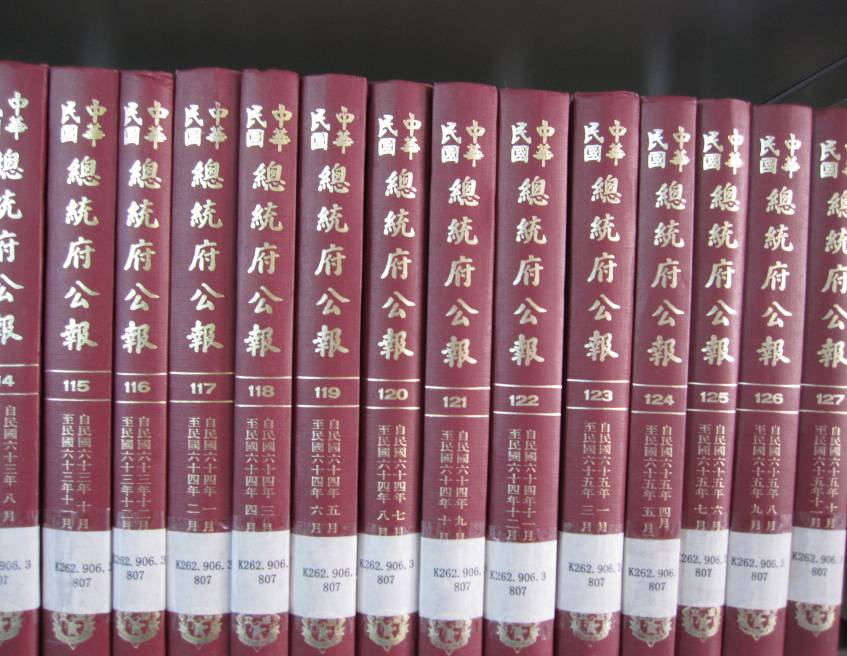 中華
總統府公報
14
自民國六十三年八月
906.3
07
中華民國
總統府公報
115
自民國六十三年十月
至民國六十三年十一月
K262.906.3
807
中華民國
總統府公報
116
自民國六十三年十二月
至民國六十三年十二月
K262.906.3
807
中華民國
總統府公報
117
自民國六十四年一月
至民國六十四年二月
K262.906.3
807
中華民國
總統府公報
118
自民國六十四年三月
至民國六十四年四月
K262.906.3
807
中華民國
總統府公報
119
自民國六十四年五月
至民國六十四年六月
K262.906.3
807
中華民國
總統府公報
120
自民國六十四年七月
至民國六十四年八月
K262.906.3
807
中華民國
總統府公報
121
自民國六十四年九月
至民國六十四年十月
K262.906.3
807
中華民國
總統府公報
122
自民國六十四年十一月
至民國六十四年十二月
K262.906.3
807
中華民國
總統府公報
123
自民國六十五年一月
至民國六十五年三月
K262.906.3
807
中華民國
總統府公報
124
自民國六十五年四月
至民國六十五年五月
K262.906.3
807
中華民國
總統府公報
125
自民國六十五年六月
至民國六十五年
K262.906.3
807
中華民國
總統府公報
126
自民國六十五年八月
至民國六十五年九月
K262.906.3
807
民國
總統府公報
127
自民國六十五年十月
K262.906
807